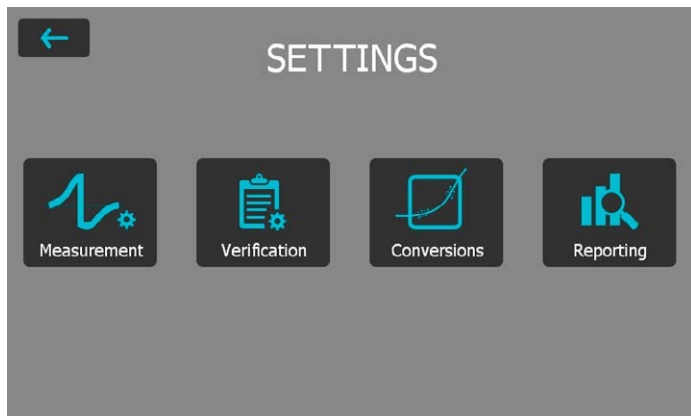 SETTINGS
Measurement
Verification
Conversions
Reporting